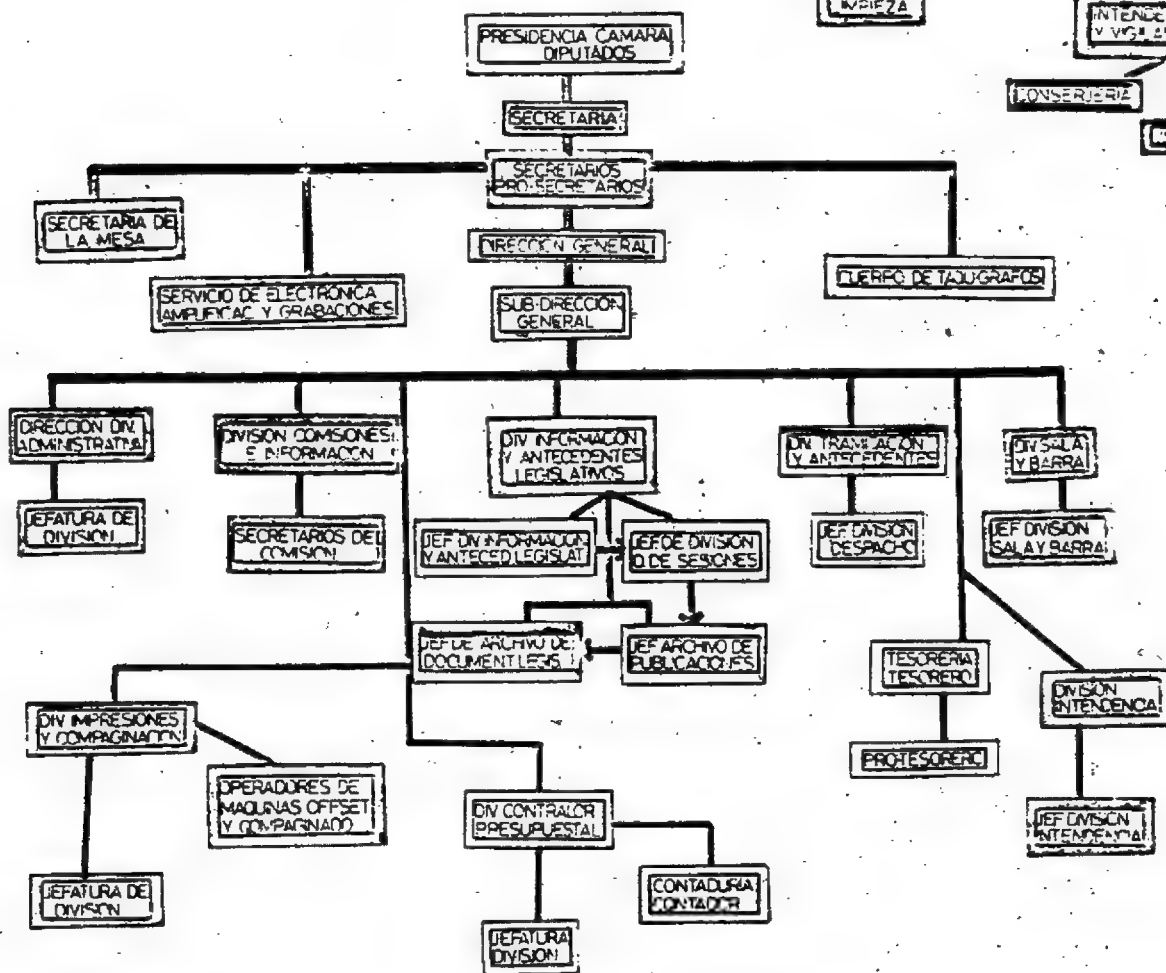 LIMPIEZA
Y VIGILA
CONSERJERIA
PRESIDENCIA CAMARA
DIPUTADOS
SECRETARIA
SECRETARIOS
PRO-SECRETARIOS
SECRETARIA DE
LA MESA
DIRECCION GENERAL
SERVICIO DE ELECTRÓNICA
AMPLIFICAC Y GRABACIONES
SUB-DIRECCION
GENERAL
CUERPO DE TAQUIGRAFOS
DIRECCION DIV.
ADMINISTRATIVA
DIVISION COMISIONES
E INFORMACION
DIV INFORMACION
Y ANTECEDENTES
LEGISLATIVOS
DIV. TRAMITACION
Y ANTECEDENTES
DIV SALA
Y BARRA
JEFATURA DE
DIVISION
SECRETARIOS DE
COMISION
JEF DIV INFORMACION
Y ANTECED LEGISLAT
JEF. DE DIVISION
D. DE SESIONES
JEF DIVISION
DESPACHO
JEF DIVISION
SALA Y BARRA
JEF DE ARCHIVO DE
DOCUMENT LEGIS.
JEF ARCHIVO DE
PUBLICACIONES
TESORERIA
TESORERO
DIVISION
INTENDENCIA
DIV IMPRESIONES
Y COMPAGINACION
PRO-TESORERO
OPERADORES DE
MAQUINAS OFFSET
Y COMPAGINADO
DIV CONTRALOR
PRESUPUESTAL
JEF DIVISION
INTENDENCIA
JEFATURA DE
DIVISION
CONTADURIA
CONTADOR
JEFATURA
DIVISION